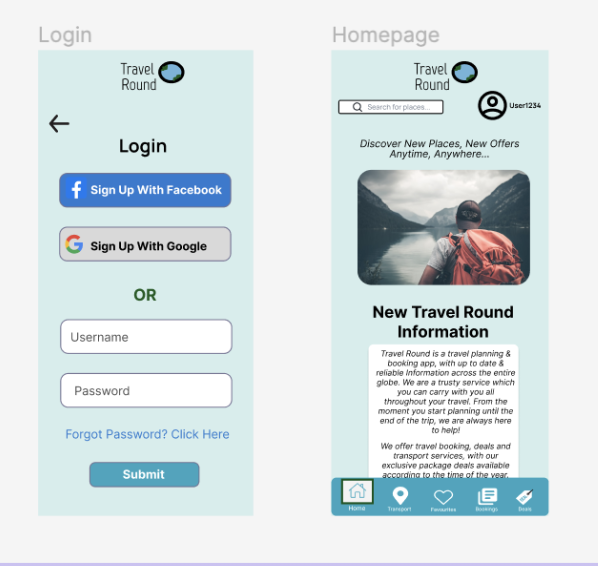 Login
Travel
Round
Login
f Sign Up With Facebook
G Sign Up With Google
OR
Username
Password
Forgot Password? Click Here
Submit
Homepage
Travel
Round
Search for places...
User1234
Discover New Places, New Offers
Anytime, Anywhere...
New Travel Round
Information
Travel Round is a travel planning &
booking app, with up to date &
reliable Information across the entire
globe. We are a trusty service which
you can carry with you all
throughout your travel. From the
moment you start planning until the
end of the trip, we are always here
to help!
We offer travel booking, deals and
transport services, with our
exclusive package deals available
according to the time of the year.
Home Transport Favourites Bookings Deals